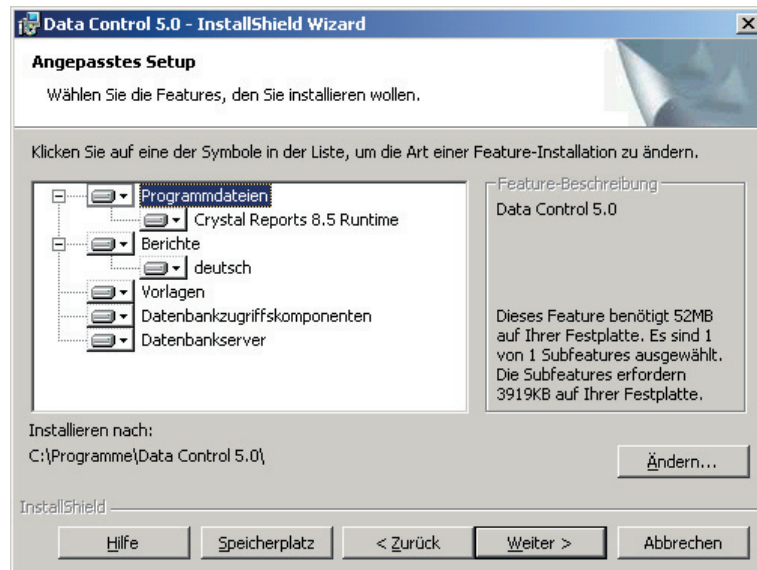 Data Control 5.0 - InstallShield Wizard
Angepasstes Setup
Wählen Sie die Features, den Sie installieren wollen.
Klicken Sie auf eine der Symbole in der Liste, um die Art einer Feature-Installation zu ändern.
Programmdateien
Crystal Reports 8.5 Runtime
Berichte
deutsch
Vorlagen
Datenbankzugriffskomponenten
Datenbankserver
Feature-Beschreibung
Data Control 5.0
Dieses Feature benötigt 52MB
auf Ihrer Festplatte. Es sind 1
von 1 Subfeatures ausgewählt.
Die Subfeatures erfordern
3919KB auf Ihrer Festplatte.
Installieren nach:
C:\Programme\Data Control 5.0\
Ändern...
InstallShield
Hilfe
Speicherplatz
< Zurück
Weiter >
Abbrechen